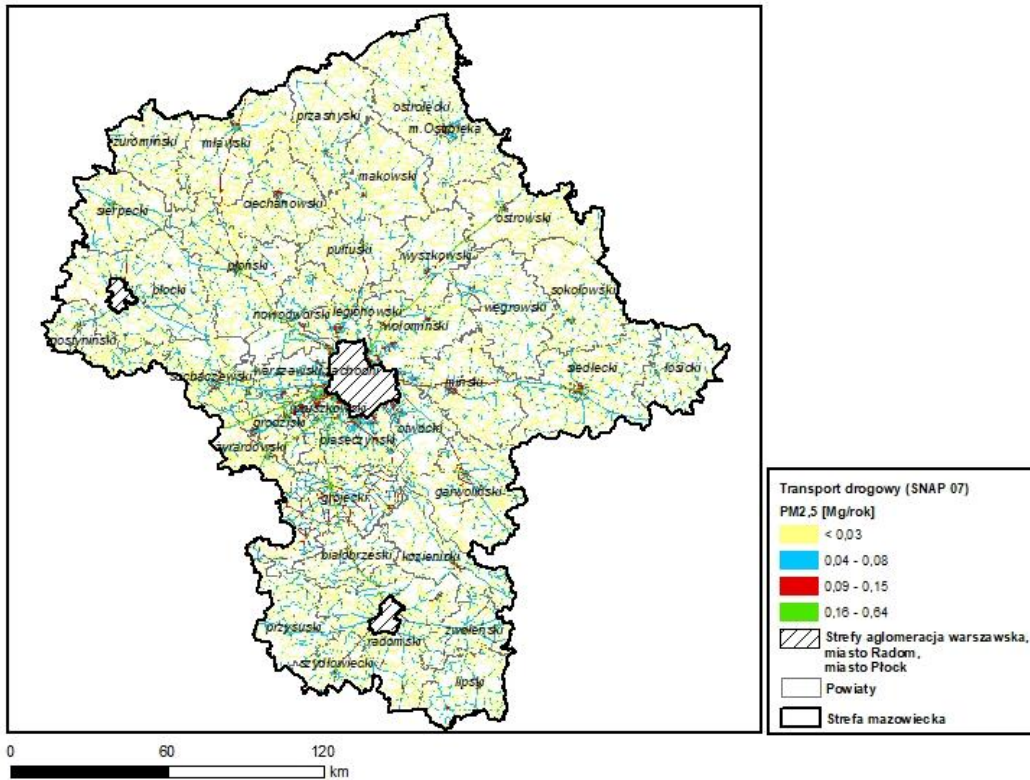 ostrołęcki
m.Ostrołęka
przasnyski
żuromiński
mławski
makowski
ciechanowski
sierpecki
ostrowski
pułtuski
wyszkowski
płoński
sokołowski
płocki
węgrowski
nowodworski
legionowski
wołomiński
gostyniński
sochaczewski
warszawski zachodni
miński
siedlecki
łosicki
pruszkowski
grodziski
otwocki
piaseczyński
żyrardowski
garwoliński
grójecki
białobrzeski
kozienicki
przysuski
radomski
zwoleński
szydłowiecki
lipski
Transport drogowy (SNAP 07)
PM2,5 [Mg/rok]
< 0,03
0,04 - 0,08
0,09 - 0,15
0,16 - 0,64
Strefy aglomeracja warszawska,
miasto Radom,
miasto Płock
Powiaty
Strefa mazowiecka
0 60 120
km